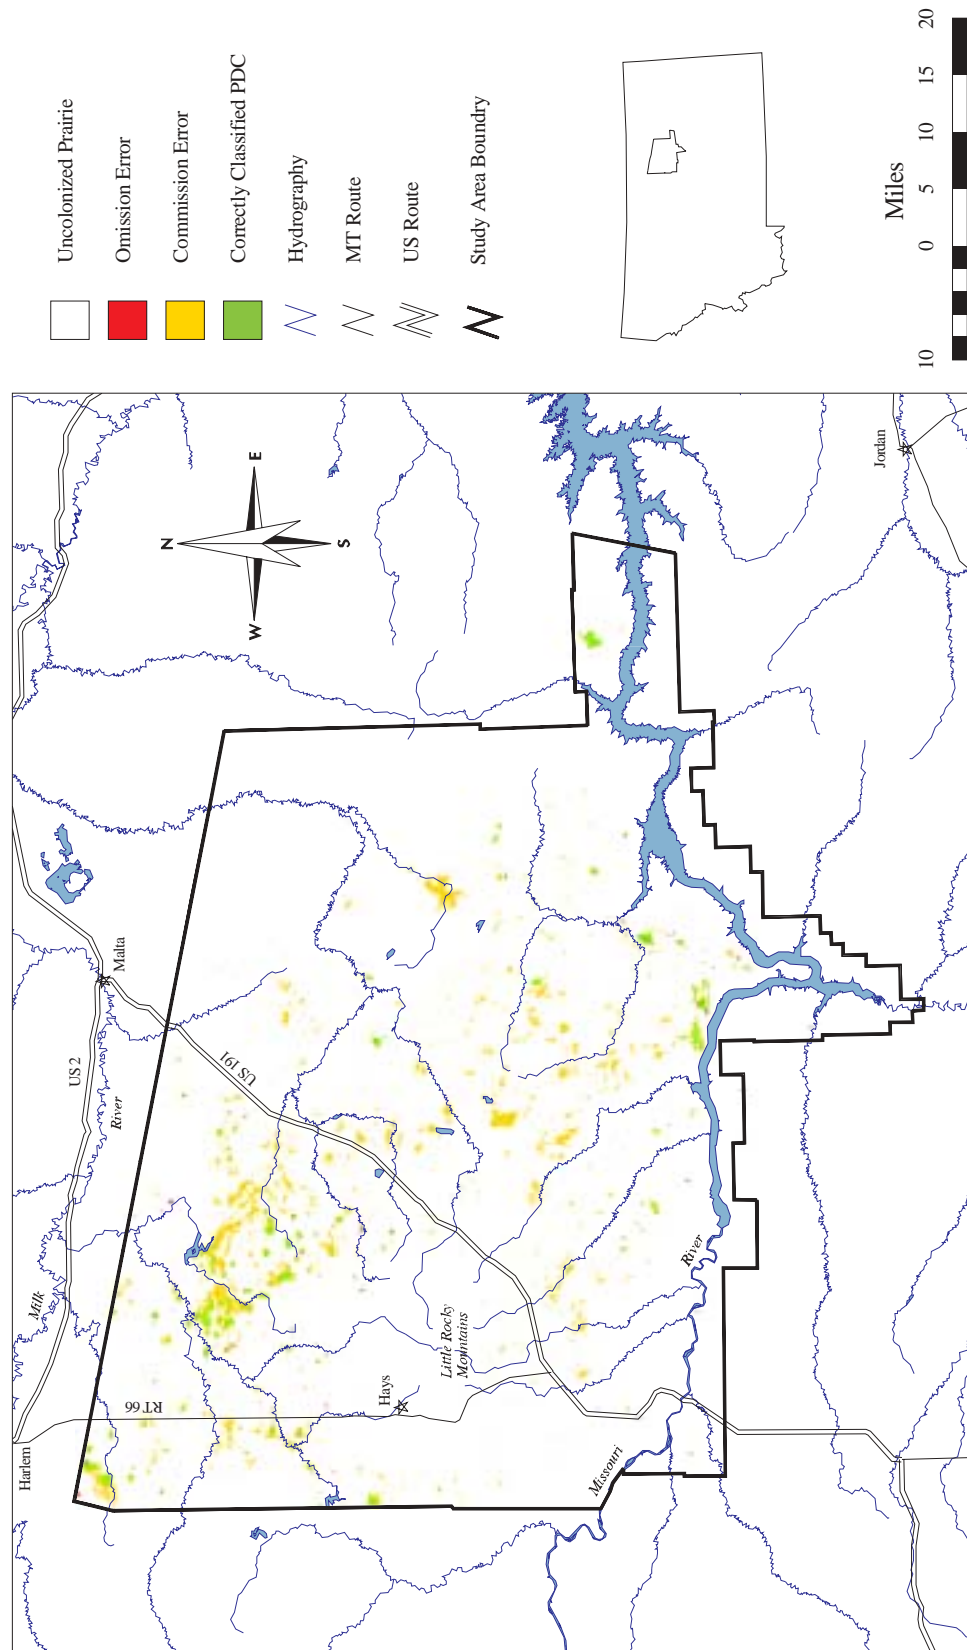 Uncolonized Prairie
Omission Error
Commission Error
Correctly Classified PDC
Hydrography
MT Route
US Route
Study Area Boundry
Miles
10 0 5 10 15 20
N
W E
S
Harlem
Milk
River
US 2
Malta
US 191
RT 66
Hays
Little Rocky
Mountains
Missouri
River
Jordan